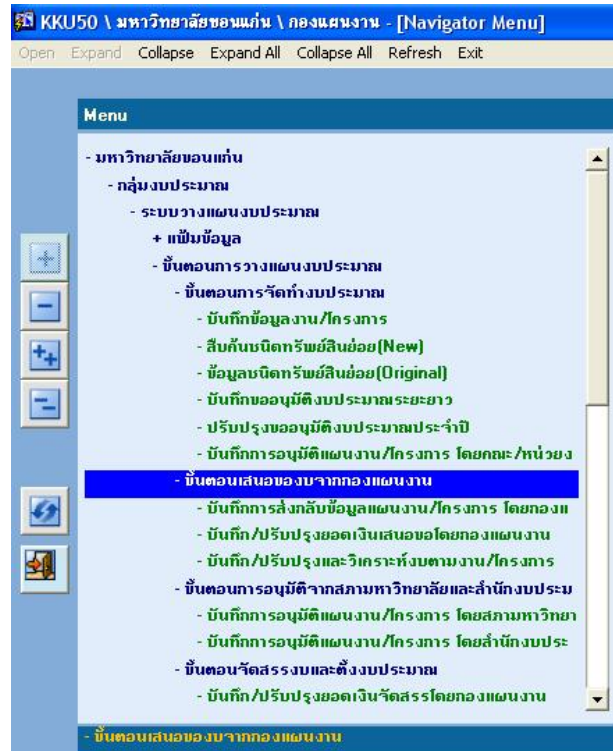 KKU50 \ มหาวิทยาลัยขอนแก่น \ กองแผนงาน - [Navigator Menu]
Open Expand Collapse Expand All Collapse All Refresh Exit
Menu
- มหาวิทยาลัยขอนแก่น
- กลุ่มงบประมาณ
- ระบบวางแผนงบประมาณ
+ แฟ้มข้อมูล
- ขั้นตอนการวางแผนงบประมาณ
- ขั้นตอนการจัดทำงบประมาณ
- บันทึกข้อมูลงาน/โครงการ
- สืบค้นชนิดทรัพย์สินย่อย(New)
- ข้อมูลชนิดทรัพย์สินย่อย(Original)
- บันทึกขออนุมัติงบประมาณระยะยาว
- ปรับปรุงขออนุมัติงบประมาณประจำปี
- บันทึกการอนุมัติแผนงาน/โครงการ โดยคณะ/หน่วยง
- ขั้นตอนเสนอของบจากกองแผนงาน
- บันทึกการส่งกลับข้อมูลแผนงาน/โครงการ โดยกองแ
- บันทึก/ปรับปรุงยอดเงินเสนอขอโดยกองแผนงาน
- บันทึก/ปรับปรุงและวิเคราะห์งบตามงาน/โครงการ
- ขั้นตอนการอนุมัติจากสภามหาวิทยาลัยและสำนักงบประม
- บันทึกการอนุมัติแผนงาน/โครงการ โดยสภามหาวิทยา
- บันทึกการอนุมัติแผนงาน/โครงการ โดยสำนักงบประ
- ขั้นตอนจัดสรรงบและตั้งงบประมาณ
- บันทึก/ปรับปรุงยอดเงินจัดสรรโดยกองแผนงาน
- ขั้นตอนเสนอของบจากกองแผนงาน